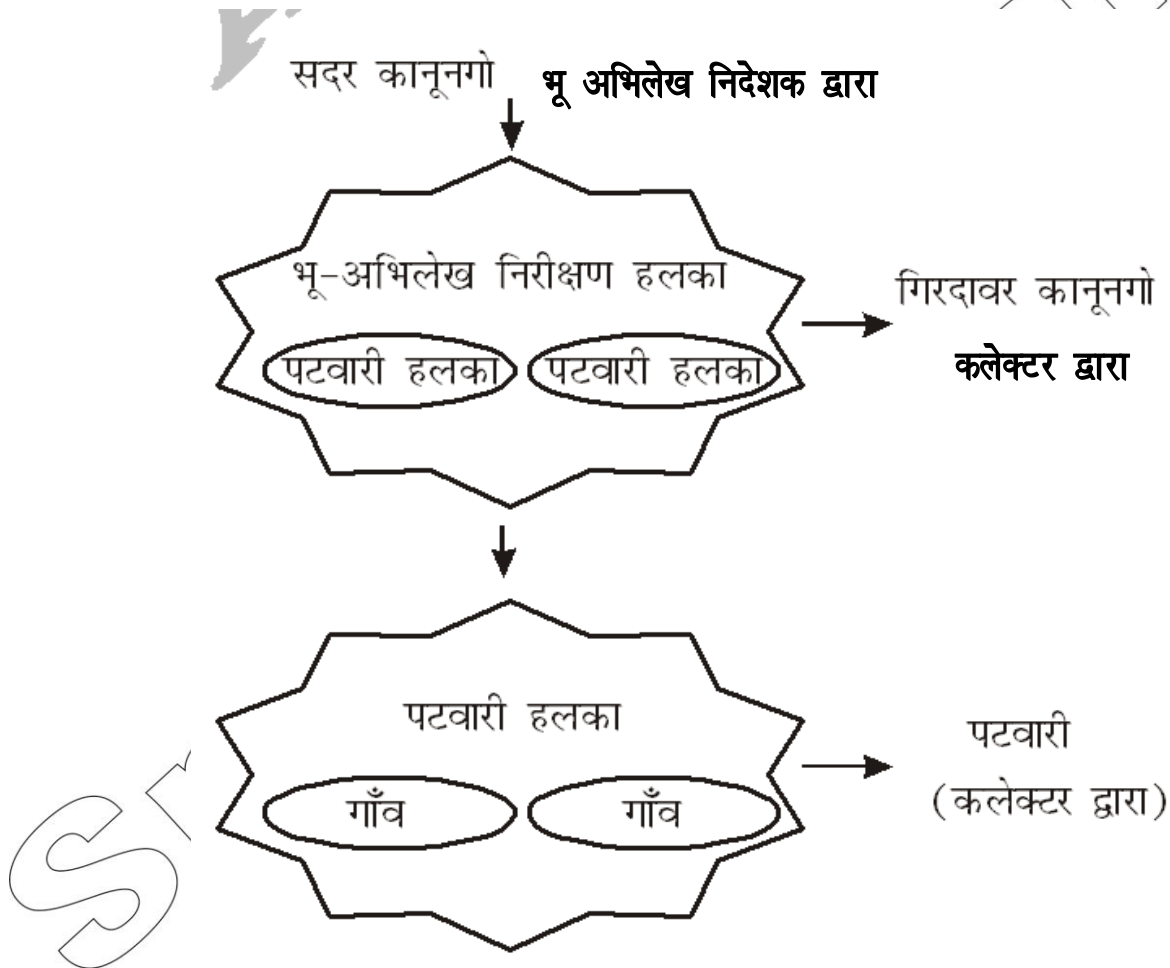 सदर कानूनगो
भू अभिलेख निदेशक द्वारा
भू-अभिलेख निरीक्षण हलका
पटवारी हलका
पटवारी हलका
गिरदावर कानूनगो
कलेक्टर द्वारा
पटवारी हलका
गाँव
गाँव
पटवारी
(कलेक्टर द्वारा)